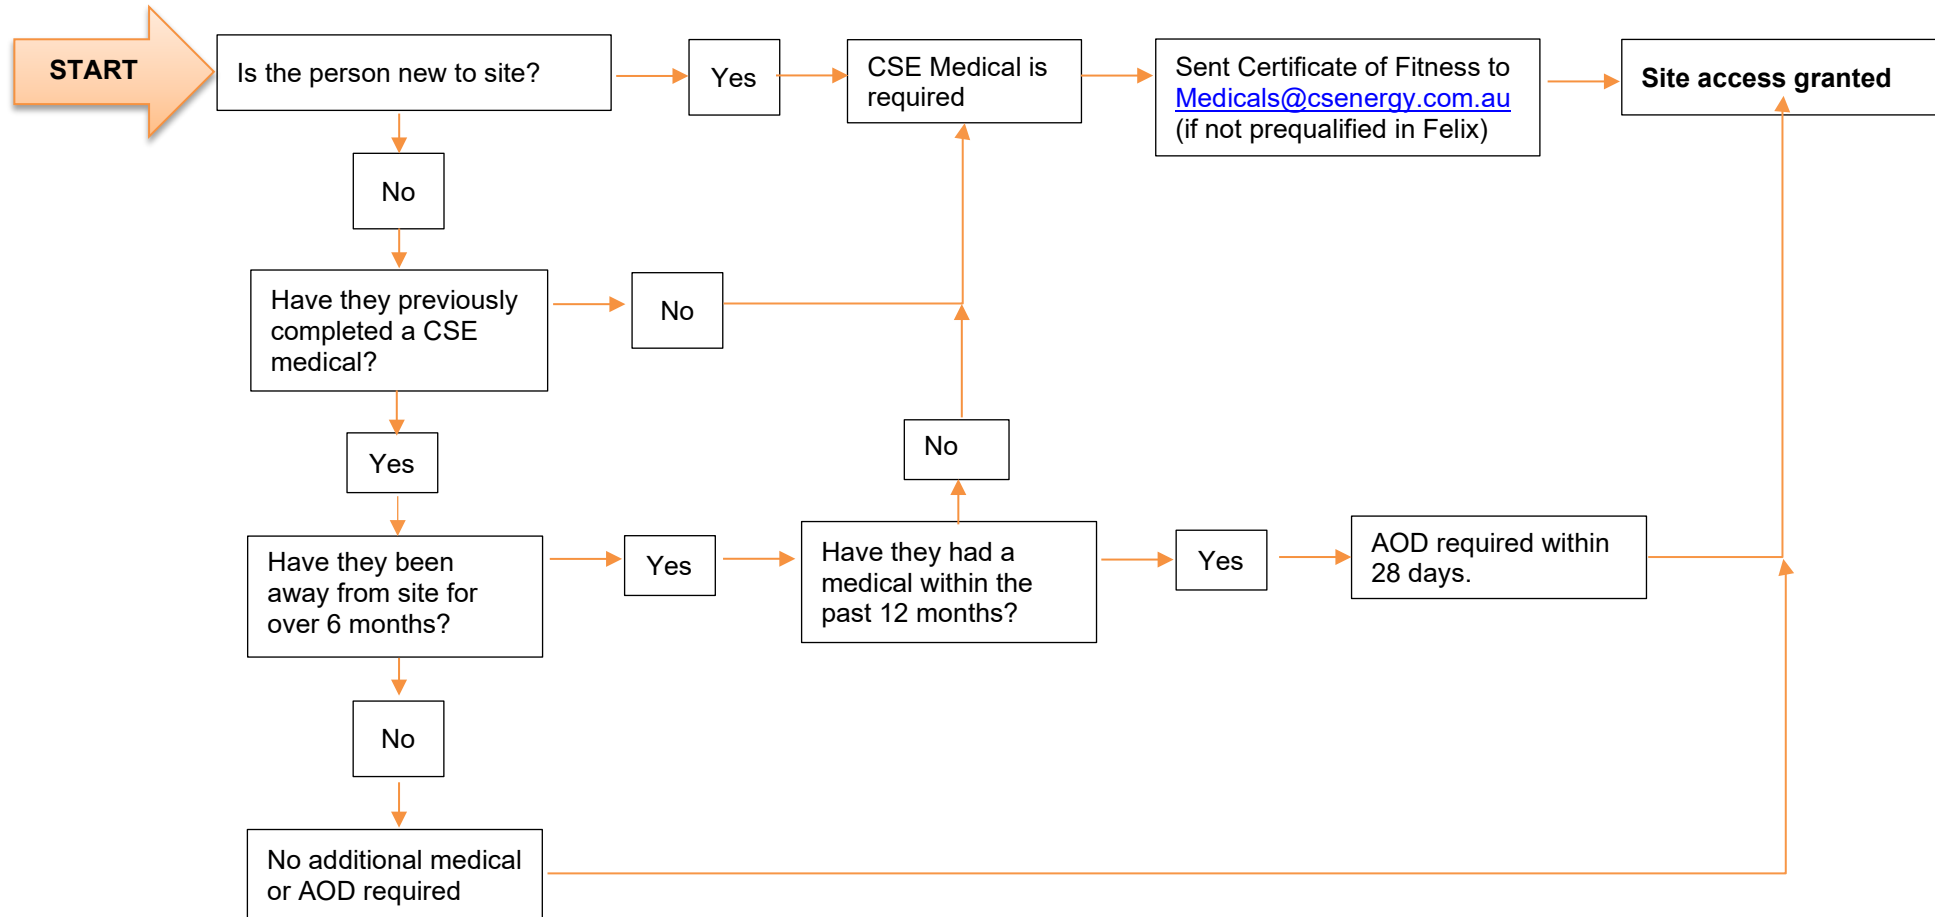 START
Is the person new to site?
Yes
CSE Medical is
required
Sent Certificate of Fitness to
Medicals@csenergy.com.au
(if not prequalified in Felix)
Site access granted
No
Have they previously
completed a CSE
medical?
No
Yes
No
Have they been
away from site for
over 6 months?
Yes
Have they had a
medical within the
past 12 months?
Yes
AOD required within
28 days.
No
No additional medical
or AOD required